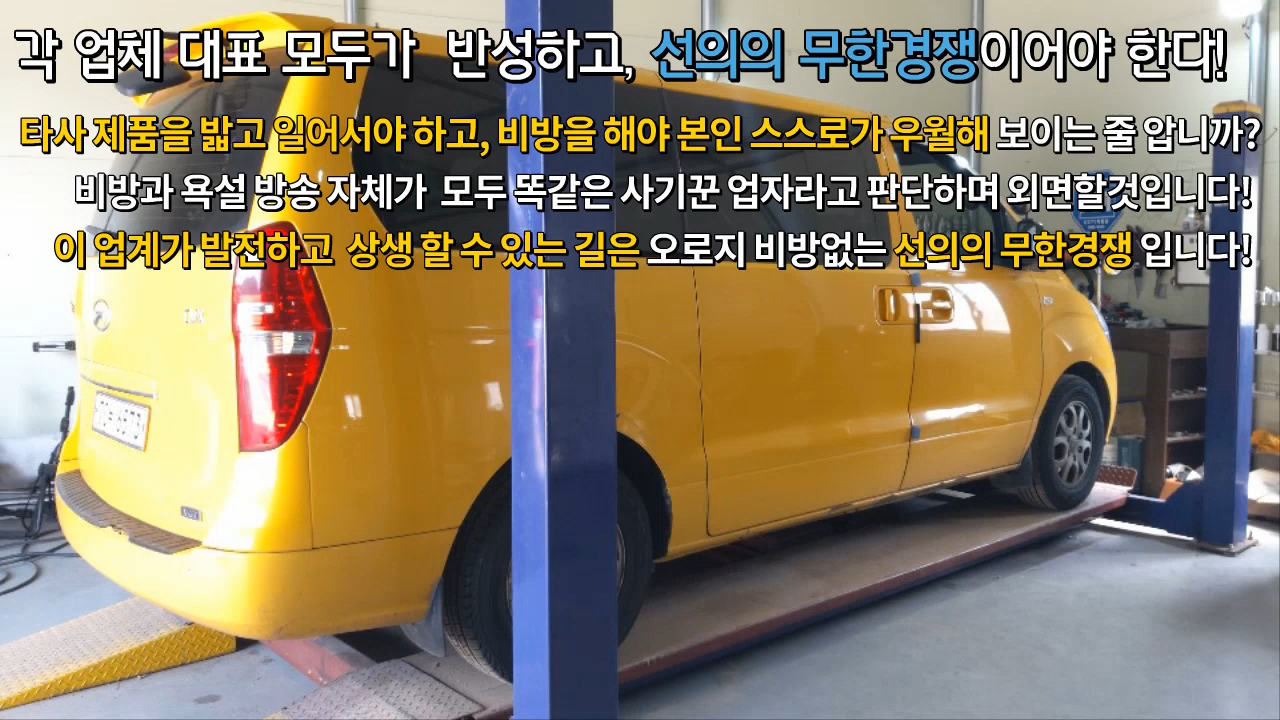 각 업체 대표 모두가 반성하고, 선의의 무한경쟁이어야 한다!
타사 제품을 밟고 일어서야 하고, 비방을 해야 본인 스스로가 우월해 보이는 줄 압니까?
비방과 욕설 방송 자체가 모두 똑같은 사기꾼 업자라고 판단하며 외면할것입니다!
이 업계가 발전하고 상생 할 수 있는 길은 오로지 비방없는 선의의 무한경쟁 입니다!